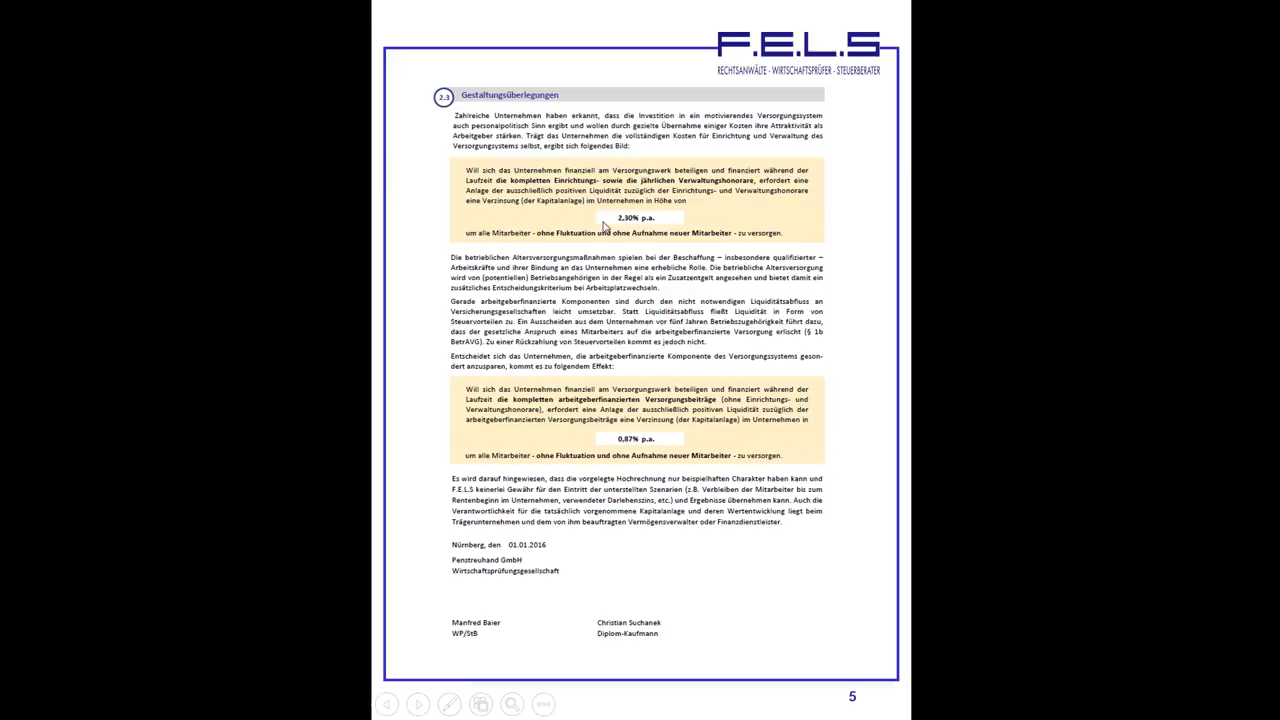 F.E.L.S
RECHTSANWÄLTE · WIRTSCHAFTSPRÜFER · STEUERBERATER
2.3 Gestaltungsüberlegungen
Zahlreiche Unternehmen haben erkannt, dass die Investition in ein motivierendes Versorgungssystem
auch personalpolitisch Sinn ergibt und wollen durch gezielte Übernahme einiger Kosten ihre Attraktivität als
Arbeitgeber stärken. Trägt das Unternehmen die vollständigen Kosten für Einrichtung und Verwaltung des
Versorgungsystems selbst, ergibt sich folgendes Bild:
Will sich das Unternehmen finanziell am Versorgungswerk beteiligen und finanziert während der
Laufzeit die kompletten Einrichtungs- sowie die jährlichen Verwaltungshonorare, erfordert eine
Anlage der ausschließlich positiven Liquidität zuzüglich der Einrichtungs- und Verwaltungshonorare
eine Verzinsung (der Kapitalanlage) im Unternehmen in Höhe von
2,30% p.a.
um alle Mitarbeiter - ohne Fluktuation und ohne Aufnahme neuer Mitarbeiter - zu versorgen.
Die betrieblichen Altersversorgungsmaßnahmen spielen bei der Beschaffung – insbesondere qualifizierter –
Arbeitskräfte und ihrer Bindung an das Unternehmen eine erhebliche Rolle. Die betriebliche Altersversorgung
wird von (potentiellen) Betriebsangehörigen in der Regel als ein Zusatzentgelt angesehen und bietet damit ein
zusätzliches Entscheidungskriterium bei Arbeitsplatzwechseln.
Gerade arbeitgeberfinanzierte Komponenten sind durch den nicht notwendigen Liquiditätsabfluss an
Versicherungsgesellschaften leicht umsetzbar. Statt Liquiditätsabfluss fließt Liquidität in Form von
Steuervorteilen zu. Ein Ausscheiden aus dem Unternehmen vor fünf Jahren Betriebszugehörigkeit führt dazu,
dass der gesetzliche Anspruch eines Mitarbeiters auf die arbeitgeberfinanzierte Versorgung erlischt (§ 1b
BetrAVG). Zu einer Rückzahlung von Steuervorteilen kommt es jedoch nicht.
Entscheidet sich das Unternehmen, die arbeitgeberfinanzierte Komponente des Versorgungssystems geson-
dert anzusparen, kommt es zu folgendem Effekt:
Will sich das Unternehmen finanziell am Versorgungswerk beteiligen und finanziert während der
Laufzeit die kompletten arbeitgeberfinanzierten Versorgungsbeiträge (ohne Einrichtungs- und
Verwaltungshonorare), erfordert eine Anlage der ausschließlich positiven Liquidität zuzüglich der
arbeitgeberfinanzierten Versorgungsbeiträge eine Verzinsung (der Kapitalanlage) im Unternehmen in
0,87% p.a.
um alle Mitarbeiter - ohne Fluktuation und ohne Aufnahme neuer Mitarbeiter - zu versorgen.
Es wird darauf hingewiesen, dass die vorgelegte Hochrechnung nur beispielhaften Charakter haben kann und
F.E.L.S keinerlei Gewähr für den Eintritt der unterstellten Szenarien (z.B. Verbleiben der Mitarbeiter bis zum
Rentenbeginn im Unternehmen, verwendeter Darlehenszins, etc.) und Ergebnisse übernehmen kann. Auch die
Verantwortlichkeit für die tatsächlich vorgenommene Kapitalanlage und deren Wertentwicklung liegt beim
Trägerunternehmen und dem von ihm beauftragten Vermögensverwalter oder Finanzdienstleister.
Nürnberg, den 01.01.2016
Penstreuhand GmbH
Wirtschaftsprüfungsgesellschaft
Manfred Baier Christian Suchanek
WP/StB Diplom-Kaufmann
5